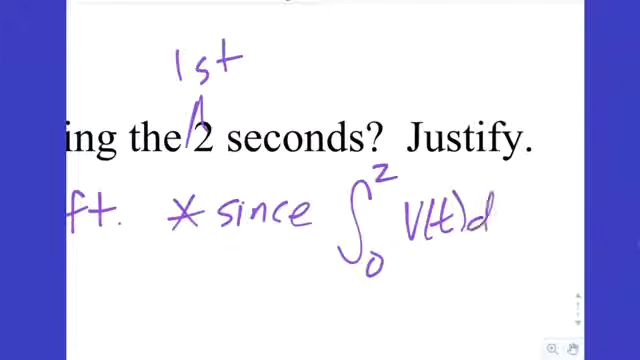 1st
ing the ^ 2 seconds? Justify.
ft. * since ∫₀² V(t)d